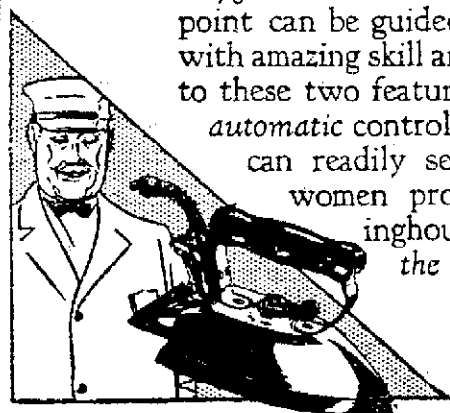 point can be guided
with amazing skill an
to these two featur
automatic control
can readily se
women pro
inghou
the